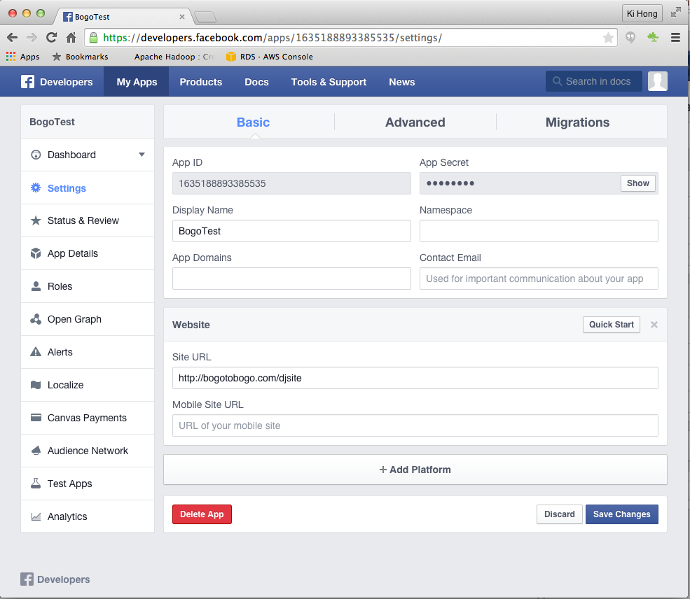 BogoTest
Ki Hong
https://developers.facebook.com/apps/1635188893385535/settings/
Apps Bookmarks Apache Hadoop : Cr RDS · AWS Console
Developers My Apps Products Docs Tools & Support News Search in docs
BogoTest
Dashboard
Settings
Status & Review
App Details
Roles
Open Graph
Alerts
Localize
Canvas Payments
Audience Network
Test Apps
Analytics
Basic Advanced Migrations
App ID App Secret
1635188893385535 •••••••• Show
Display Name Namespace
BogoTest
App Domains Contact Email
Used for important communication about your app
Website Quick Start
Site URL
http://bogotobogo.com/djsite
Mobile Site URL
URL of your mobile site
+ Add Platform
Delete App Discard Save Changes
Developers